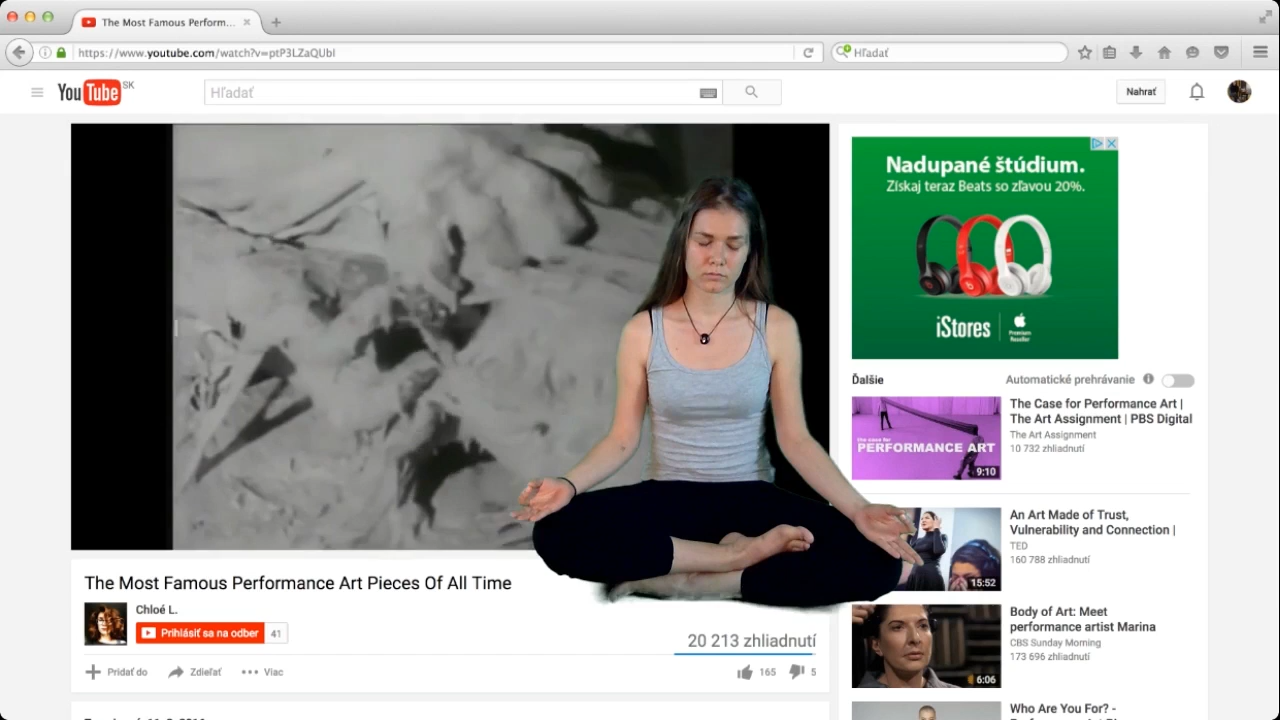 The Most Famous Perform...
https://www.youtube.com/watch?v=ptP3LZaQUbI
Hľadať
YouTube SK
Hľadať
Nahrať
Nadupané štúdium.
Získaj teraz Beats so zľavou 20%.
iStores
Premium
Reseller
Ďalšie
Automatické prehrávanie
the case for
PERFORMANCE ART
9:10
The Case for Performance Art |
The Art Assignment | PBS Digital
The Art Assignment
10 732 zhliadnutí
15:52
An Art Made of Trust,
Vulnerability and Connection |
TED
160 788 zhliadnutí
6:06
Body of Art: Meet
performance artist Marina
CBS Sunday Morning
173 696 zhliadnutí
Who Are You For? -
The Most Famous Performance Art Pieces Of All Time
Chloé L.
Prihlásiť sa na odber 41
20 213 zhliadnutí
Pridať do Zdieľať Viac
165 5